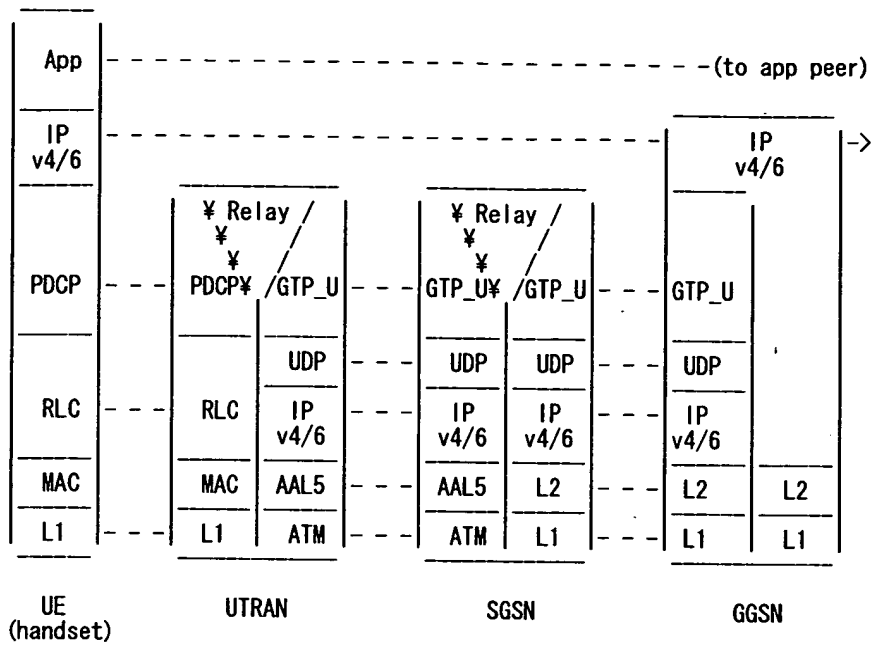 App (to app peer)
IP IP
v4/6 v4/6
->
¥ Relay / ¥ Relay /
¥ / ¥ /
¥ / ¥ /
PDCP PDCP¥ /GTP_U GTP_U¥ /GTP_U GTP_U
UDP UDP UDP UDP
RLC RLC IP IP IP IP
v4/6 v4/6 v4/6 v4/6
MAC MAC AAL5 AAL5 L2 L2 L2
L1 L1 ATM ATM L1 L1 L1
UE UTRAN SGSN GGSN
(handset)